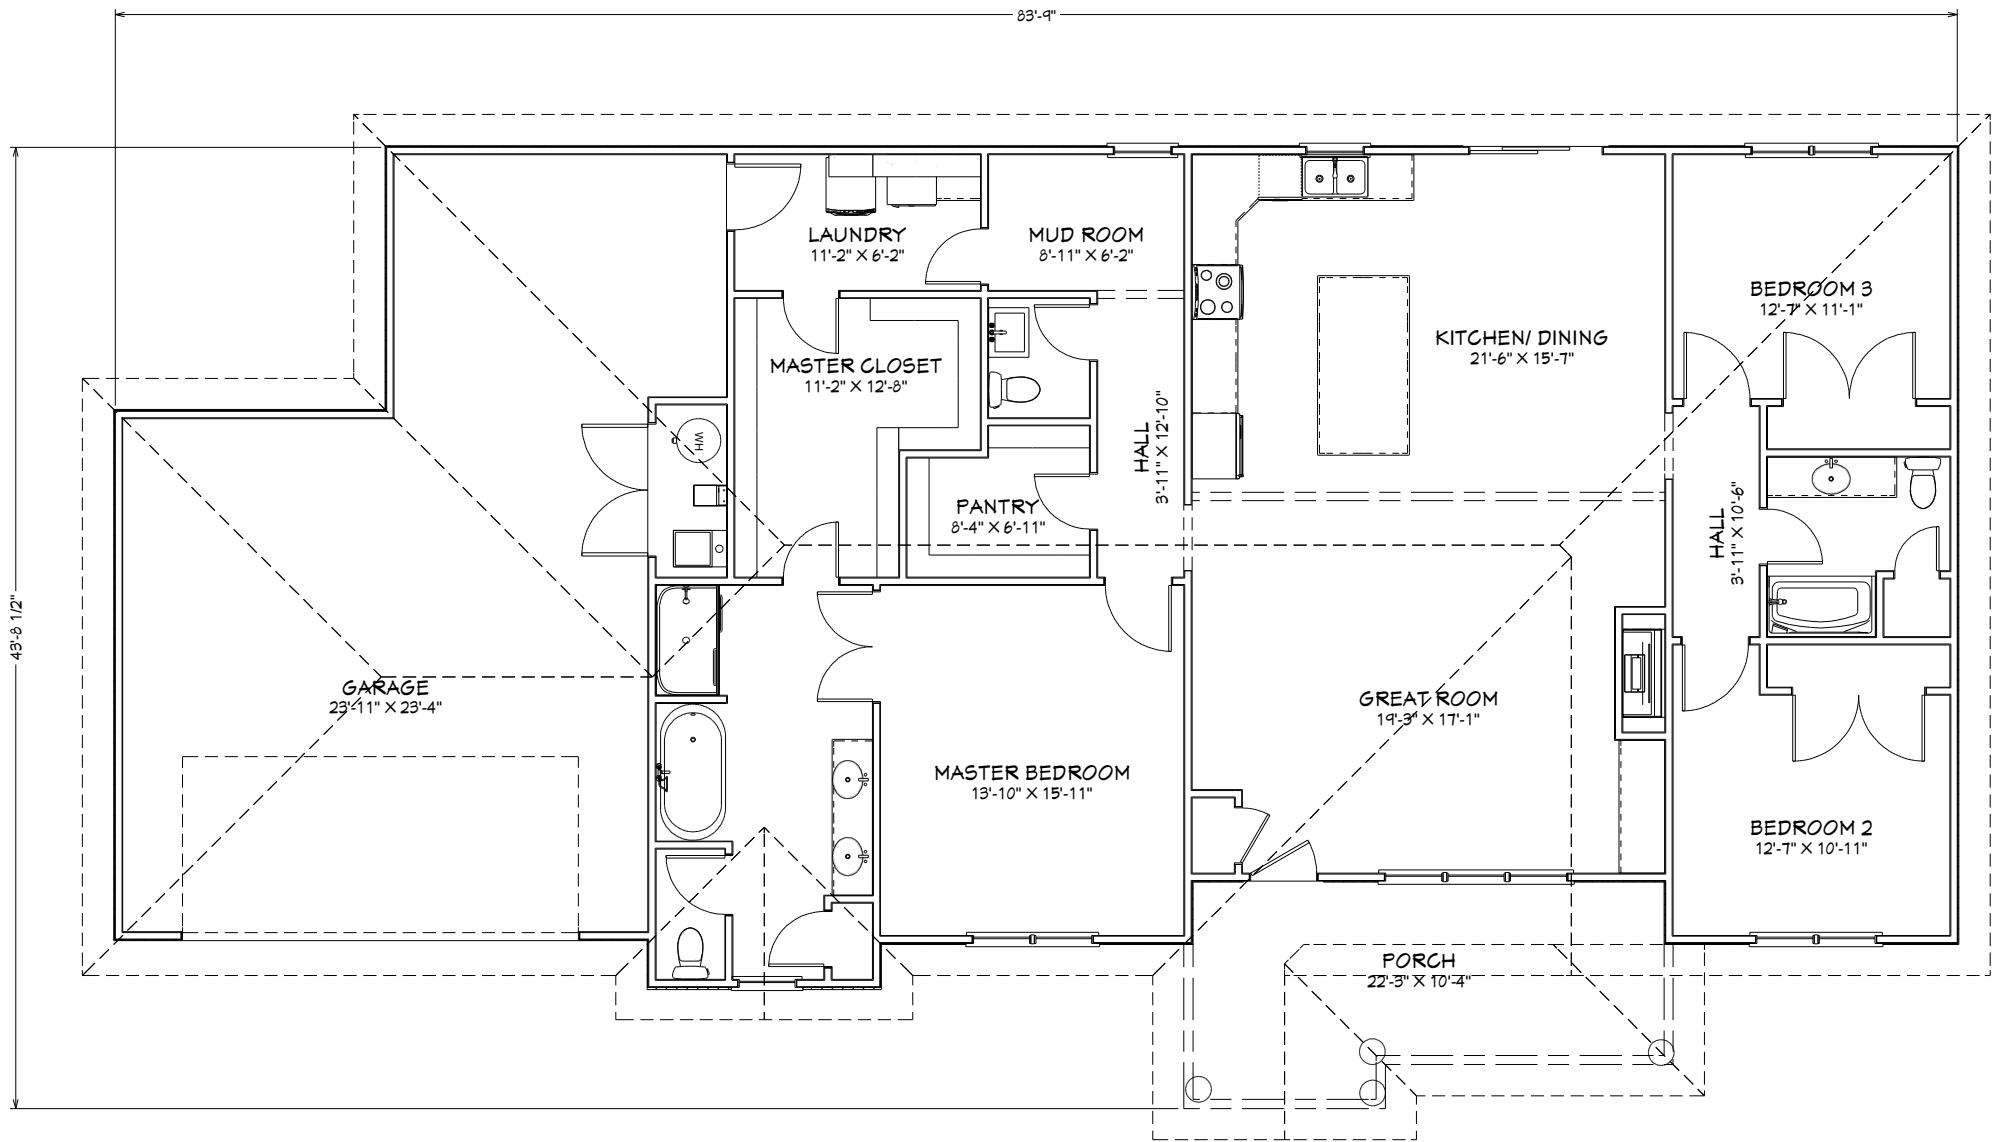 83'-9"
LAUNDRY
11'-2" X 6'-2"
MUD ROOM
8'-11" X 6'-2"
BEDROOM 3
12'-7" X 11'-1"
KITCHEN/ DINING
21'-6" X 15'-7"
MASTER CLOSET
11'-2" X 12'-8"
WH
HALL
3'-11" X 12'-10"
PANTRY
8'-4" X 6'-11"
HALL
3'-11" X 10'-6"
43'-8 1/2"
GARAGE
23'-11" X 23'-4"
GREAT ROOM
19'-3" X 17'-1"
MASTER BEDROOM
13'-10" X 15'-11"
BEDROOM 2
12'-7" X 10'-11"
PORCH
22'-3" X 10'-4"